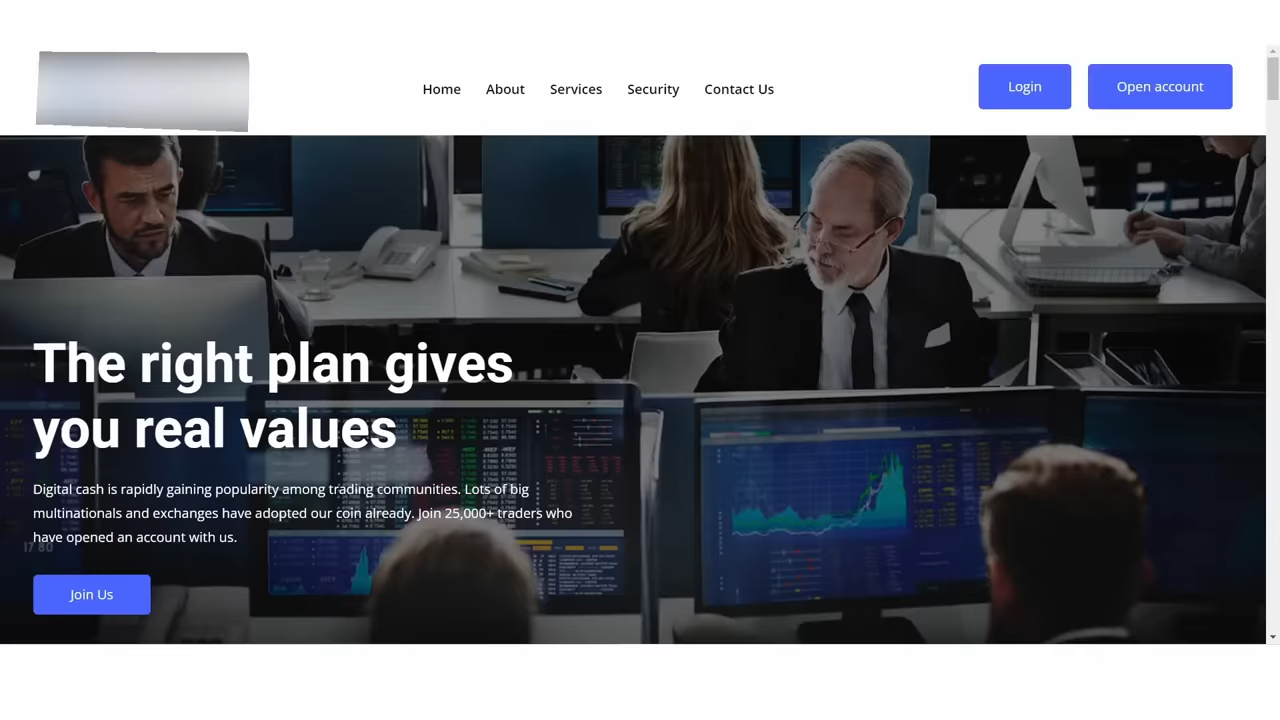 Home About Services Security Contact Us Login Open account
The right plan gives
you real values
Digital cash is rapidly gaining popularity among trading communities. Lots of big
multinationals and exchanges have adopted our coin already. Join 25,000+ traders who
have opened an account with us.
Join Us